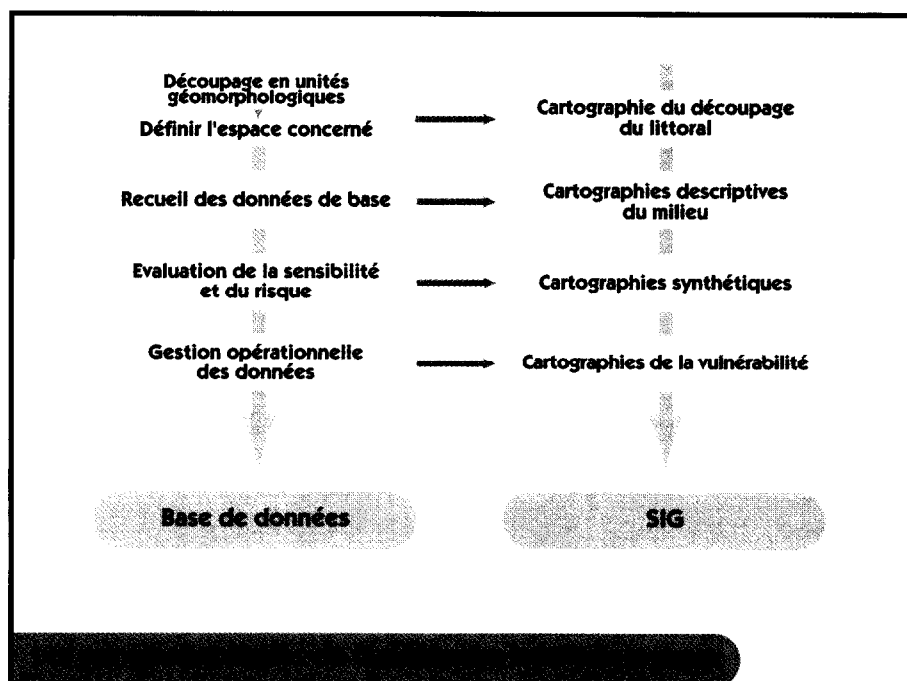 Découpage en unités
géomorphologiques
Définir l'espace concerné
Cartographie du découpage
du littoral
Recueil des données de base
Cartographies descriptives
du milieu
Evaluation de la sensibilité
et du risque
Cartographies synthétiques
Gestion opérationnelle
des données
Cartographies de la vulnérabilité
Base de données
SIG